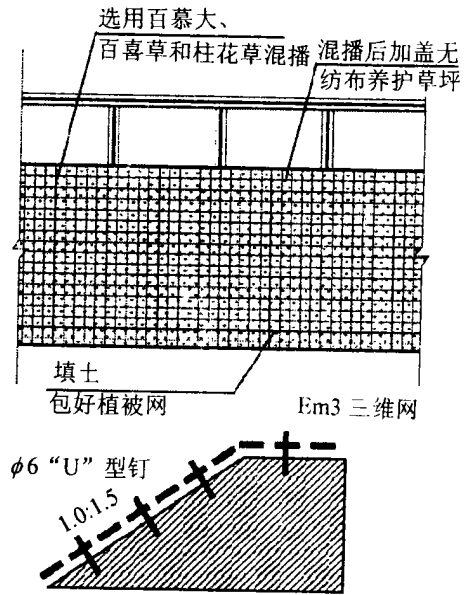 选用百慕大、
百喜草和柱花草混播
混播后加盖无
纺布养护草坪
填土
包好植被网
Em3 三维网
ϕ6“U”型钉
1.0:1.5